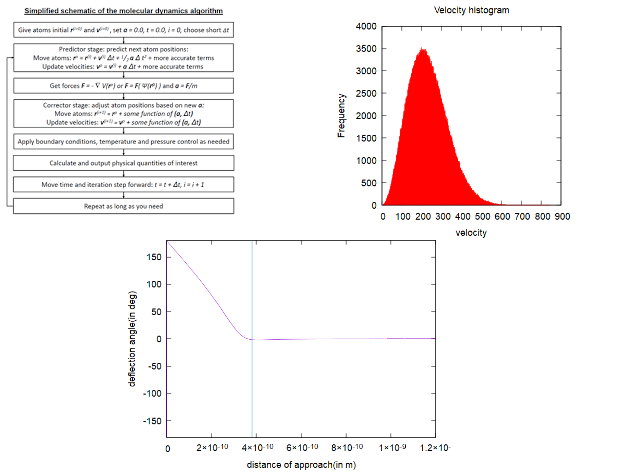 Simplified schematic of the molecular dynamics algorithm
Give atoms initial r⁽ⁱ⁼⁰⁾ and v⁽ⁱ⁼⁰⁾, set a = 0.0, t = 0.0, i = 0, choose short Δt
Predictor stage: predict next atom positions:
Move atoms: rᵖ = r⁽ⁱ⁾ + v⁽ⁱ⁾ Δt + ½ a Δt² + more accurate terms
Update velocities: vᵖ = v⁽ⁱ⁾ + a Δt + more accurate terms
Get forces F = - ∇ V(rᵖ) or F = F( Ψ(rᵖ) ) and a = F/m
Corrector stage: adjust atom positions based on new a:
Move atoms: r⁽ⁱ⁺¹⁾ = rᵖ + some function of (a, Δt)
Update velocities: v⁽ⁱ⁺¹⁾ = vᵖ + some function of (a, Δt)
Apply boundary conditions, temperature and pressure control as needed
Calculate and output physical quantities of interest
Move time and iteration step forward: t = t + Δt, i = i + 1
Repeat as long as you need
Velocity histogram
4000
3500
3000
2500
2000
1500
1000
500
0
Frequency
0 100 200 300 400 500 600 700 800 900
velocity
150
100
50
0
-50
-100
-150
deflection angle(in deg)
0 2×10-10 4×10-10 6×10-10 8×10-10 1×10-9 1.2×10-
distance of approach(in m)